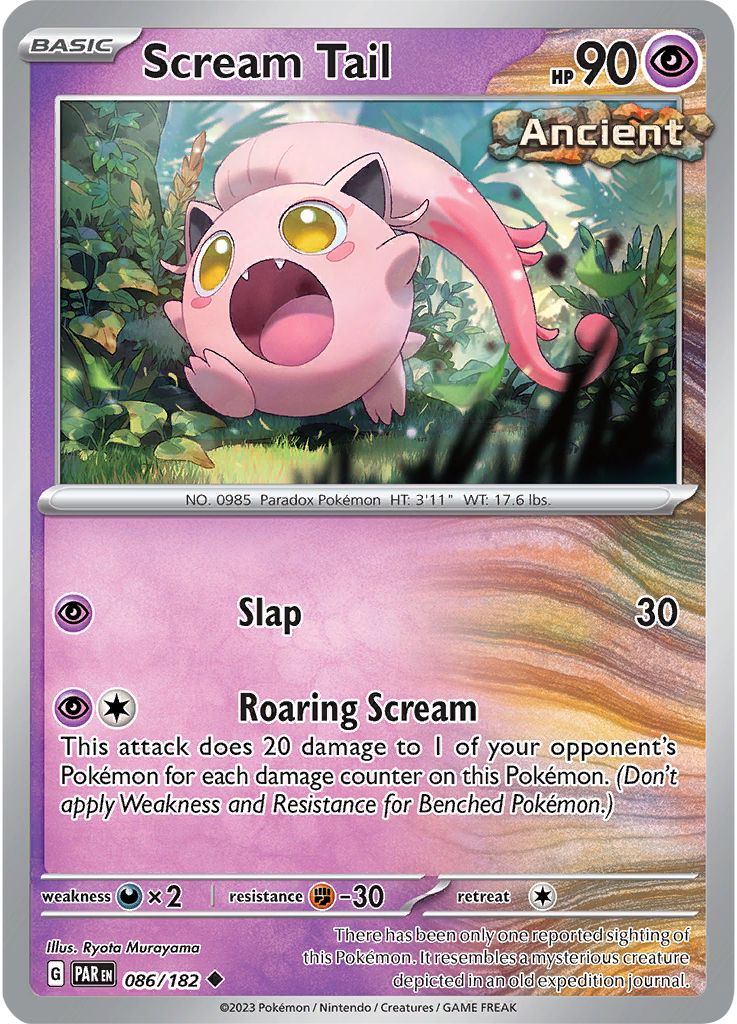 BASIC
Scream Tail
HP 90
Ancient
NO. 0985 Paradox Pokémon HT: 3'11" WT: 17.6 lbs.
Slap 30
Roaring Scream
This attack does 20 damage to 1 of your opponent's
Pokémon for each damage counter on this Pokémon. (Don't
apply Weakness and Resistance for Benched Pokémon.)
weakness ×2 resistance -30 retreat
Illus. Ryota Murayama
G PAR EN 086/182
There has been only one reported sighting of
this Pokémon. It resembles a mysterious creature
depicted in an old expedition journal.
©2023 Pokémon / Nintendo / Creatures / GAME FREAK